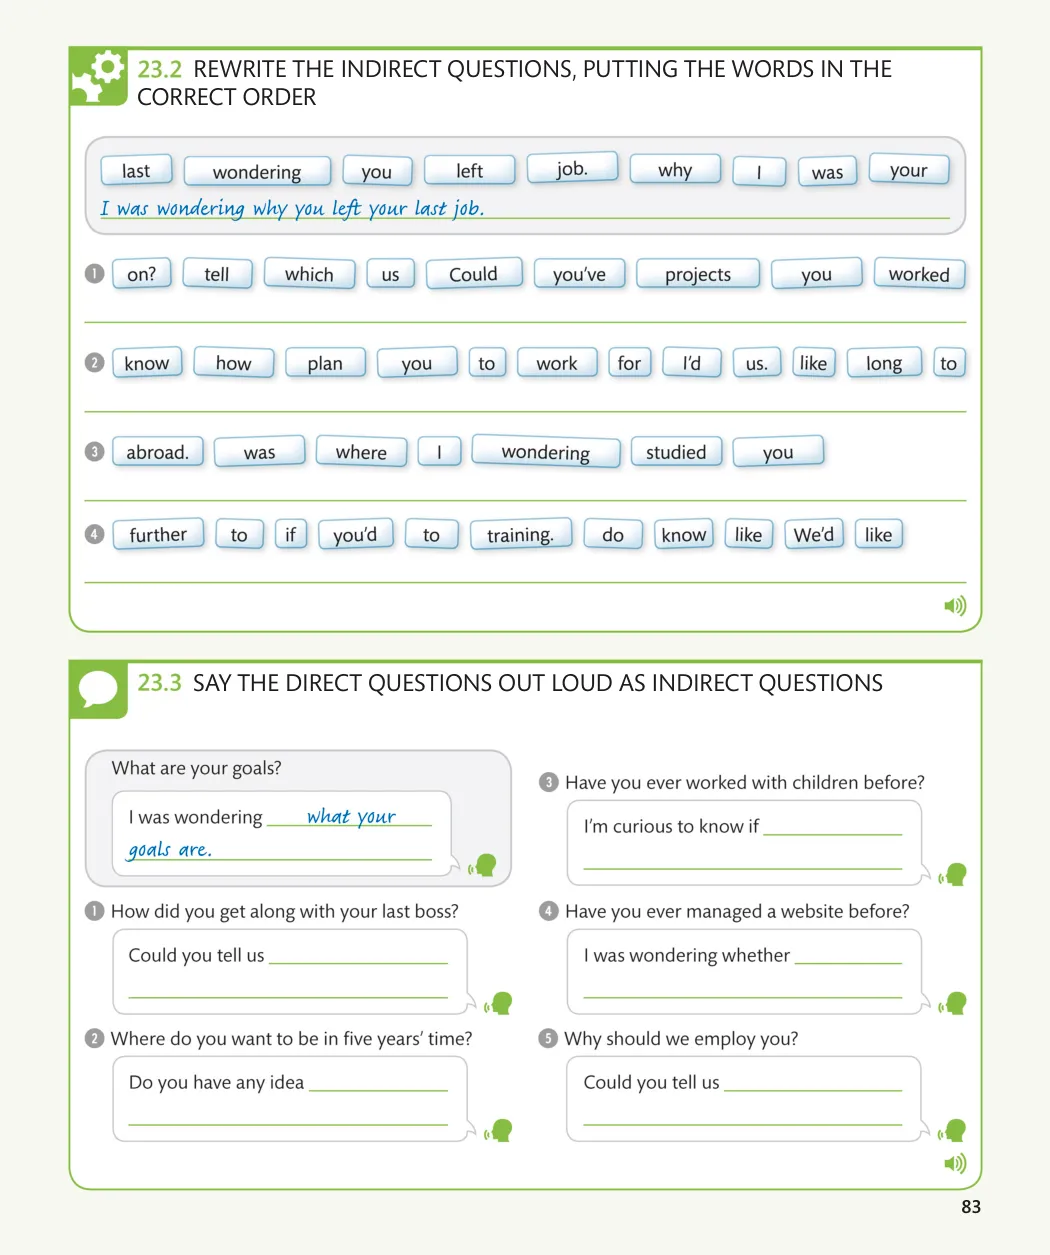 23.2 REWRITE THE INDIRECT QUESTIONS, PUTTING THE WORDS IN THE
CORRECT ORDER
last wondering you left job. why I was your
I was wondering why you left your last job.
1 on? tell which us Could you've projects you worked
2 know how plan you to work for I'd us. like long to
3 abroad. was where I wondering studied you
4 further to if you'd to training. do know like We'd like
23.3 SAY THE DIRECT QUESTIONS OUT LOUD AS INDIRECT QUESTIONS
What are your goals?
I was wondering what your
goals are.
1 How did you get along with your last boss?
Could you tell us
2 Where do you want to be in five years' time?
Do you have any idea
3 Have you ever worked with children before?
I'm curious to know if
4 Have you ever managed a website before?
I was wondering whether
5 Why should we employ you?
Could you tell us
83